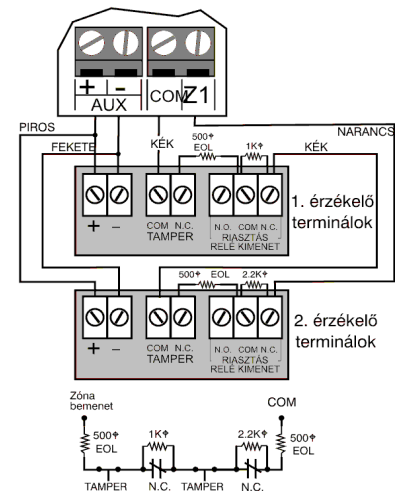 + - COM Z1
AUX
PIROS
NARANCS
FEKETE
KÉK
500⌽
EOL
1K⌽
KÉK
+ - COM N.C. N.O. COM N.C.
TAMPER RIASZTÁS
RELÉ KIMENET
1. érzékelő
terminálok
500⌽ EOL 2.2K⌽
+ - COM N.C. N.O. COM N.C.
TAMPER RIASZTÁS
RELÉ KIMENET
2. érzékelő
terminálok
Zóna
bemenet
COM
500⌽
EOL
1K⌽
2.2K⌽
500⌽
EOL
TAMPER N.C. TAMPER N.C.